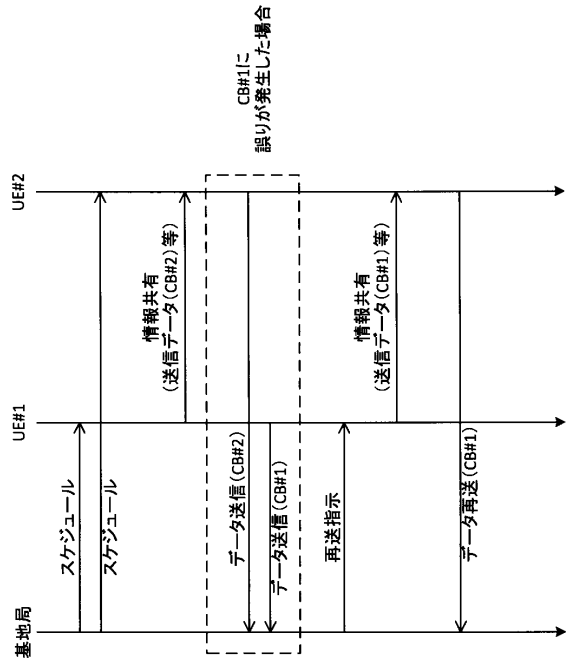 基地局
UE#1
UE#2
スケジュール
スケジュール
情報共有
(送信データ(CB#2)等)
CB#1に
誤りが発生した場合
データ送信(CB#2)
データ送信(CB#1)
再送指示
情報共有
(送信データ(CB#1)等)
データ再送(CB#1)